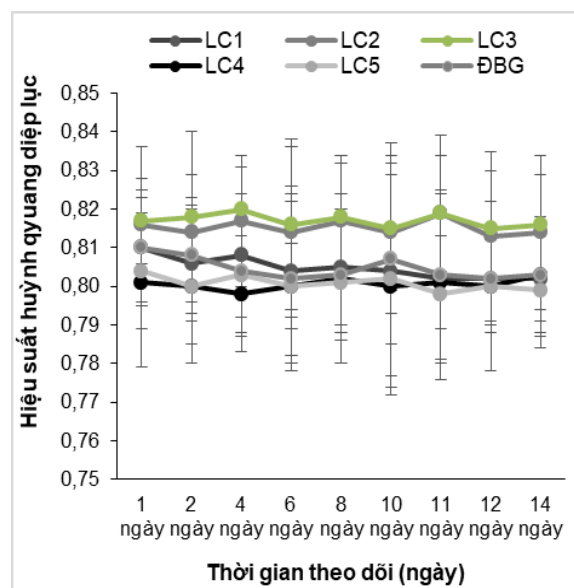 LC1 LC2 LC3
LC4 LC5 ĐBG
Hiệu suất huỳnh qyuang diệp lục
0,85
0,84
0,83
0,82
0,81
0,80
0,79
0,78
0,77
0,76
0,75
1 2 4 6 8 10 11 12 14
ngày ngày ngày ngày ngày ngày ngày ngày ngày
Thời gian theo dõi (ngày)